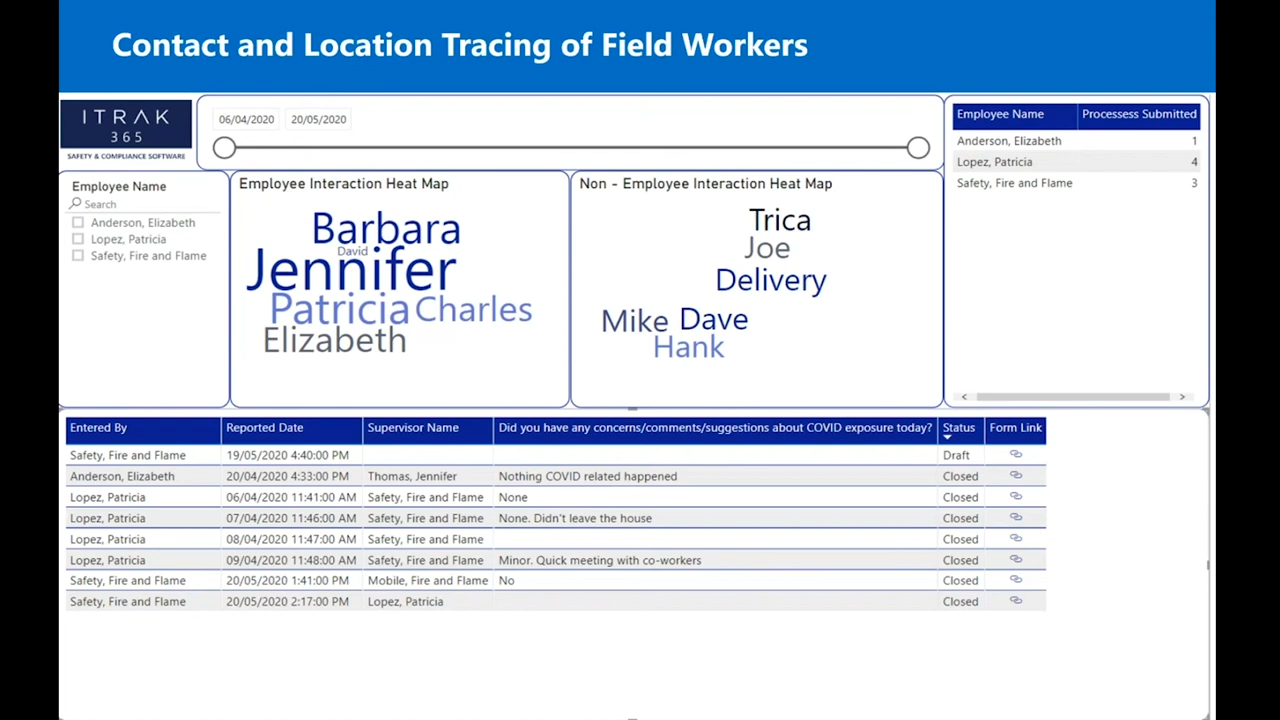 Contact and Location Tracing of Field Workers
ITRAK
365
SAFETY & COMPLIANCE SOFTWARE
06/04/2020 20/05/2020
Employee Name Processess Submitted
Anderson, Elizabeth 1
Lopez, Patricia 4
Safety, Fire and Flame 3
Employee Name
Search
Anderson, Elizabeth
Lopez, Patricia
Safety, Fire and Flame
Employee Interaction Heat Map
Barbara
David
Jennifer
Patricia Charles
Elizabeth
Non - Employee Interaction Heat Map
Trica
Joe
Delivery
Mike Dave
Hank
Entered By Reported Date Supervisor Name Did you have any concerns/comments/suggestions about COVID exposure today? Status Form Link
Safety, Fire and Flame 19/05/2020 4:40:00 PM Draft
Anderson, Elizabeth 20/04/2020 4:33:00 PM Thomas, Jennifer Nothing COVID related happened Closed
Lopez, Patricia 06/04/2020 11:41:00 AM Safety, Fire and Flame None Closed
Lopez, Patricia 07/04/2020 11:46:00 AM Safety, Fire and Flame None. Didn't leave the house Closed
Lopez, Patricia 08/04/2020 11:47:00 AM Safety, Fire and Flame Closed
Lopez, Patricia 09/04/2020 11:48:00 AM Safety, Fire and Flame Minor. Quick meeting with co-workers Closed
Safety, Fire and Flame 20/05/2020 1:41:00 PM Mobile, Fire and Flame No Closed
Safety, Fire and Flame 20/05/2020 2:17:00 PM Lopez, Patricia Closed